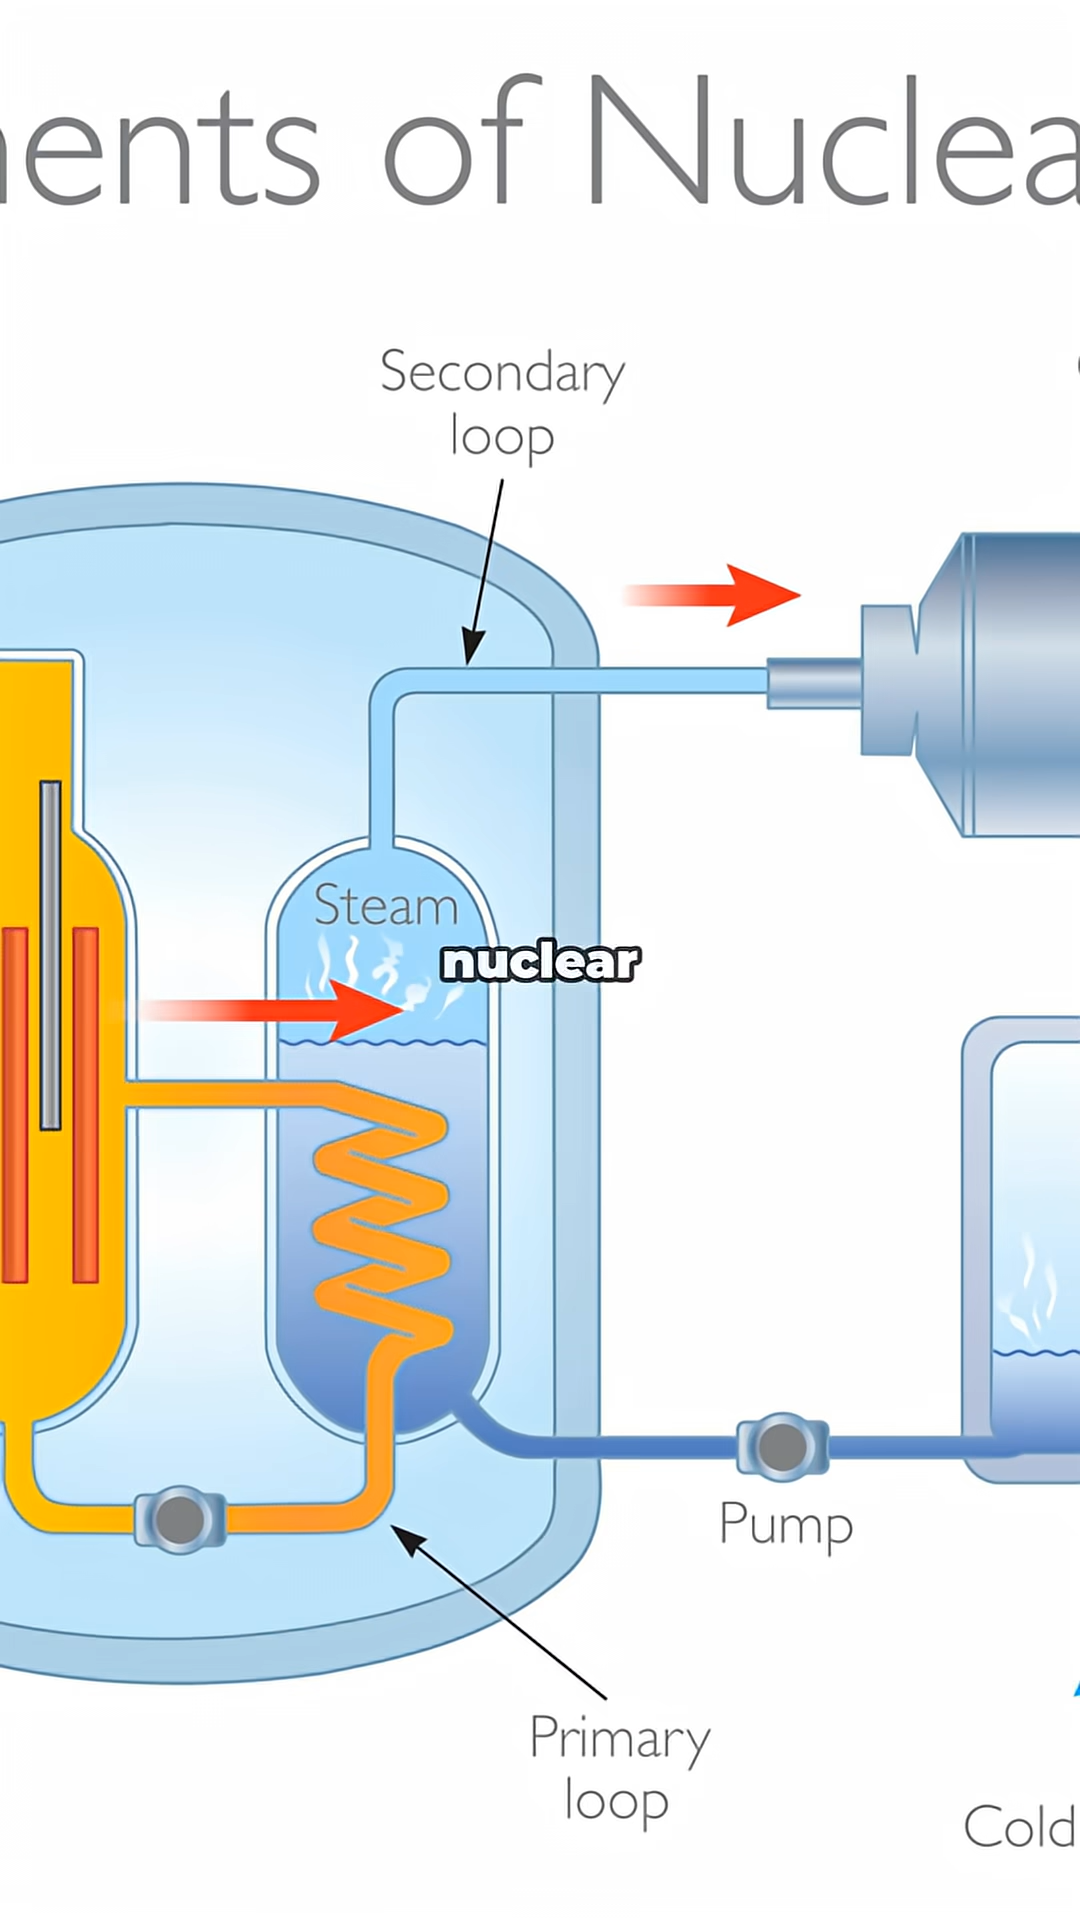 ents of Nuclea
Secondary
loop
Steam
nuclear
Pump
Primary
loop
Cold